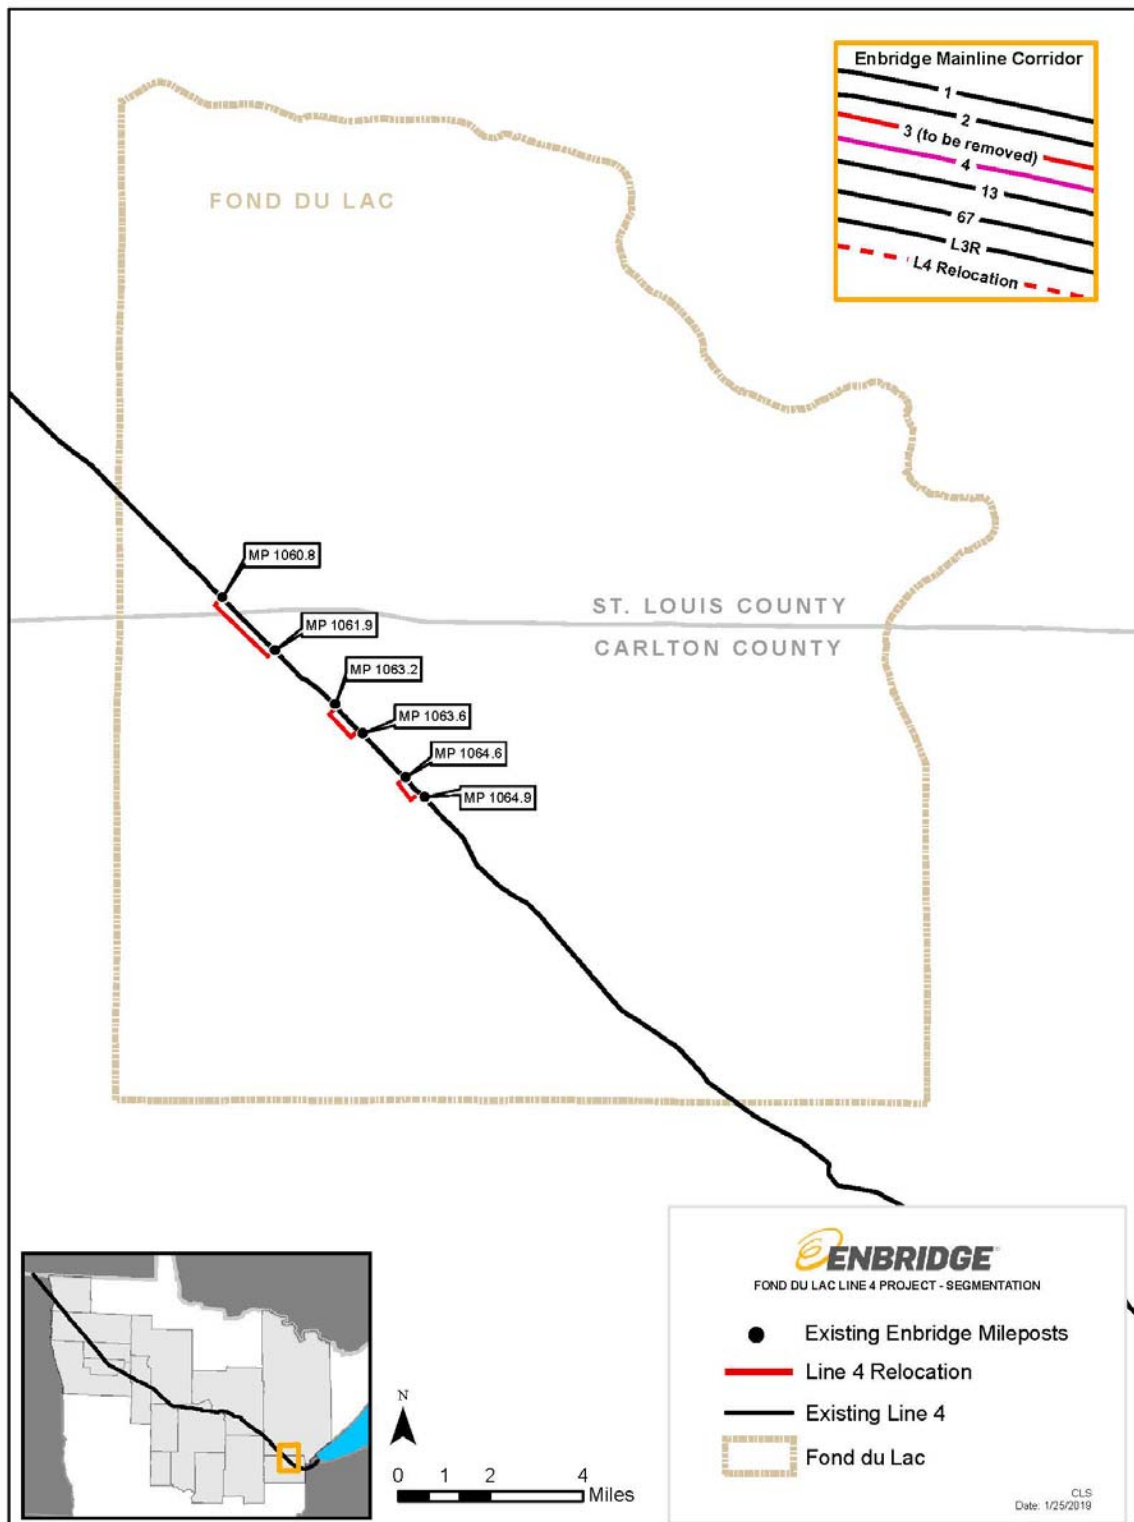 Enbridge Mainline Corridor
1
2
3 (to be removed)
4
13
67
L3R
L4 Relocation
FOND DU LAC
MP 1060.8
ST. LOUIS COUNTY
MP 1061.9
CARLTON COUNTY
MP 1063.2
MP 1063.6
MP 1064.6
MP 1064.9
ENBRIDGE
FOND DU LAC LINE 4 PROJECT - SEGMENTATION
Existing Enbridge Mileposts
Line 4 Relocation
Existing Line 4
Fond du Lac
N
0 1 2 4
Miles
CLS
Date: 1/25/2019